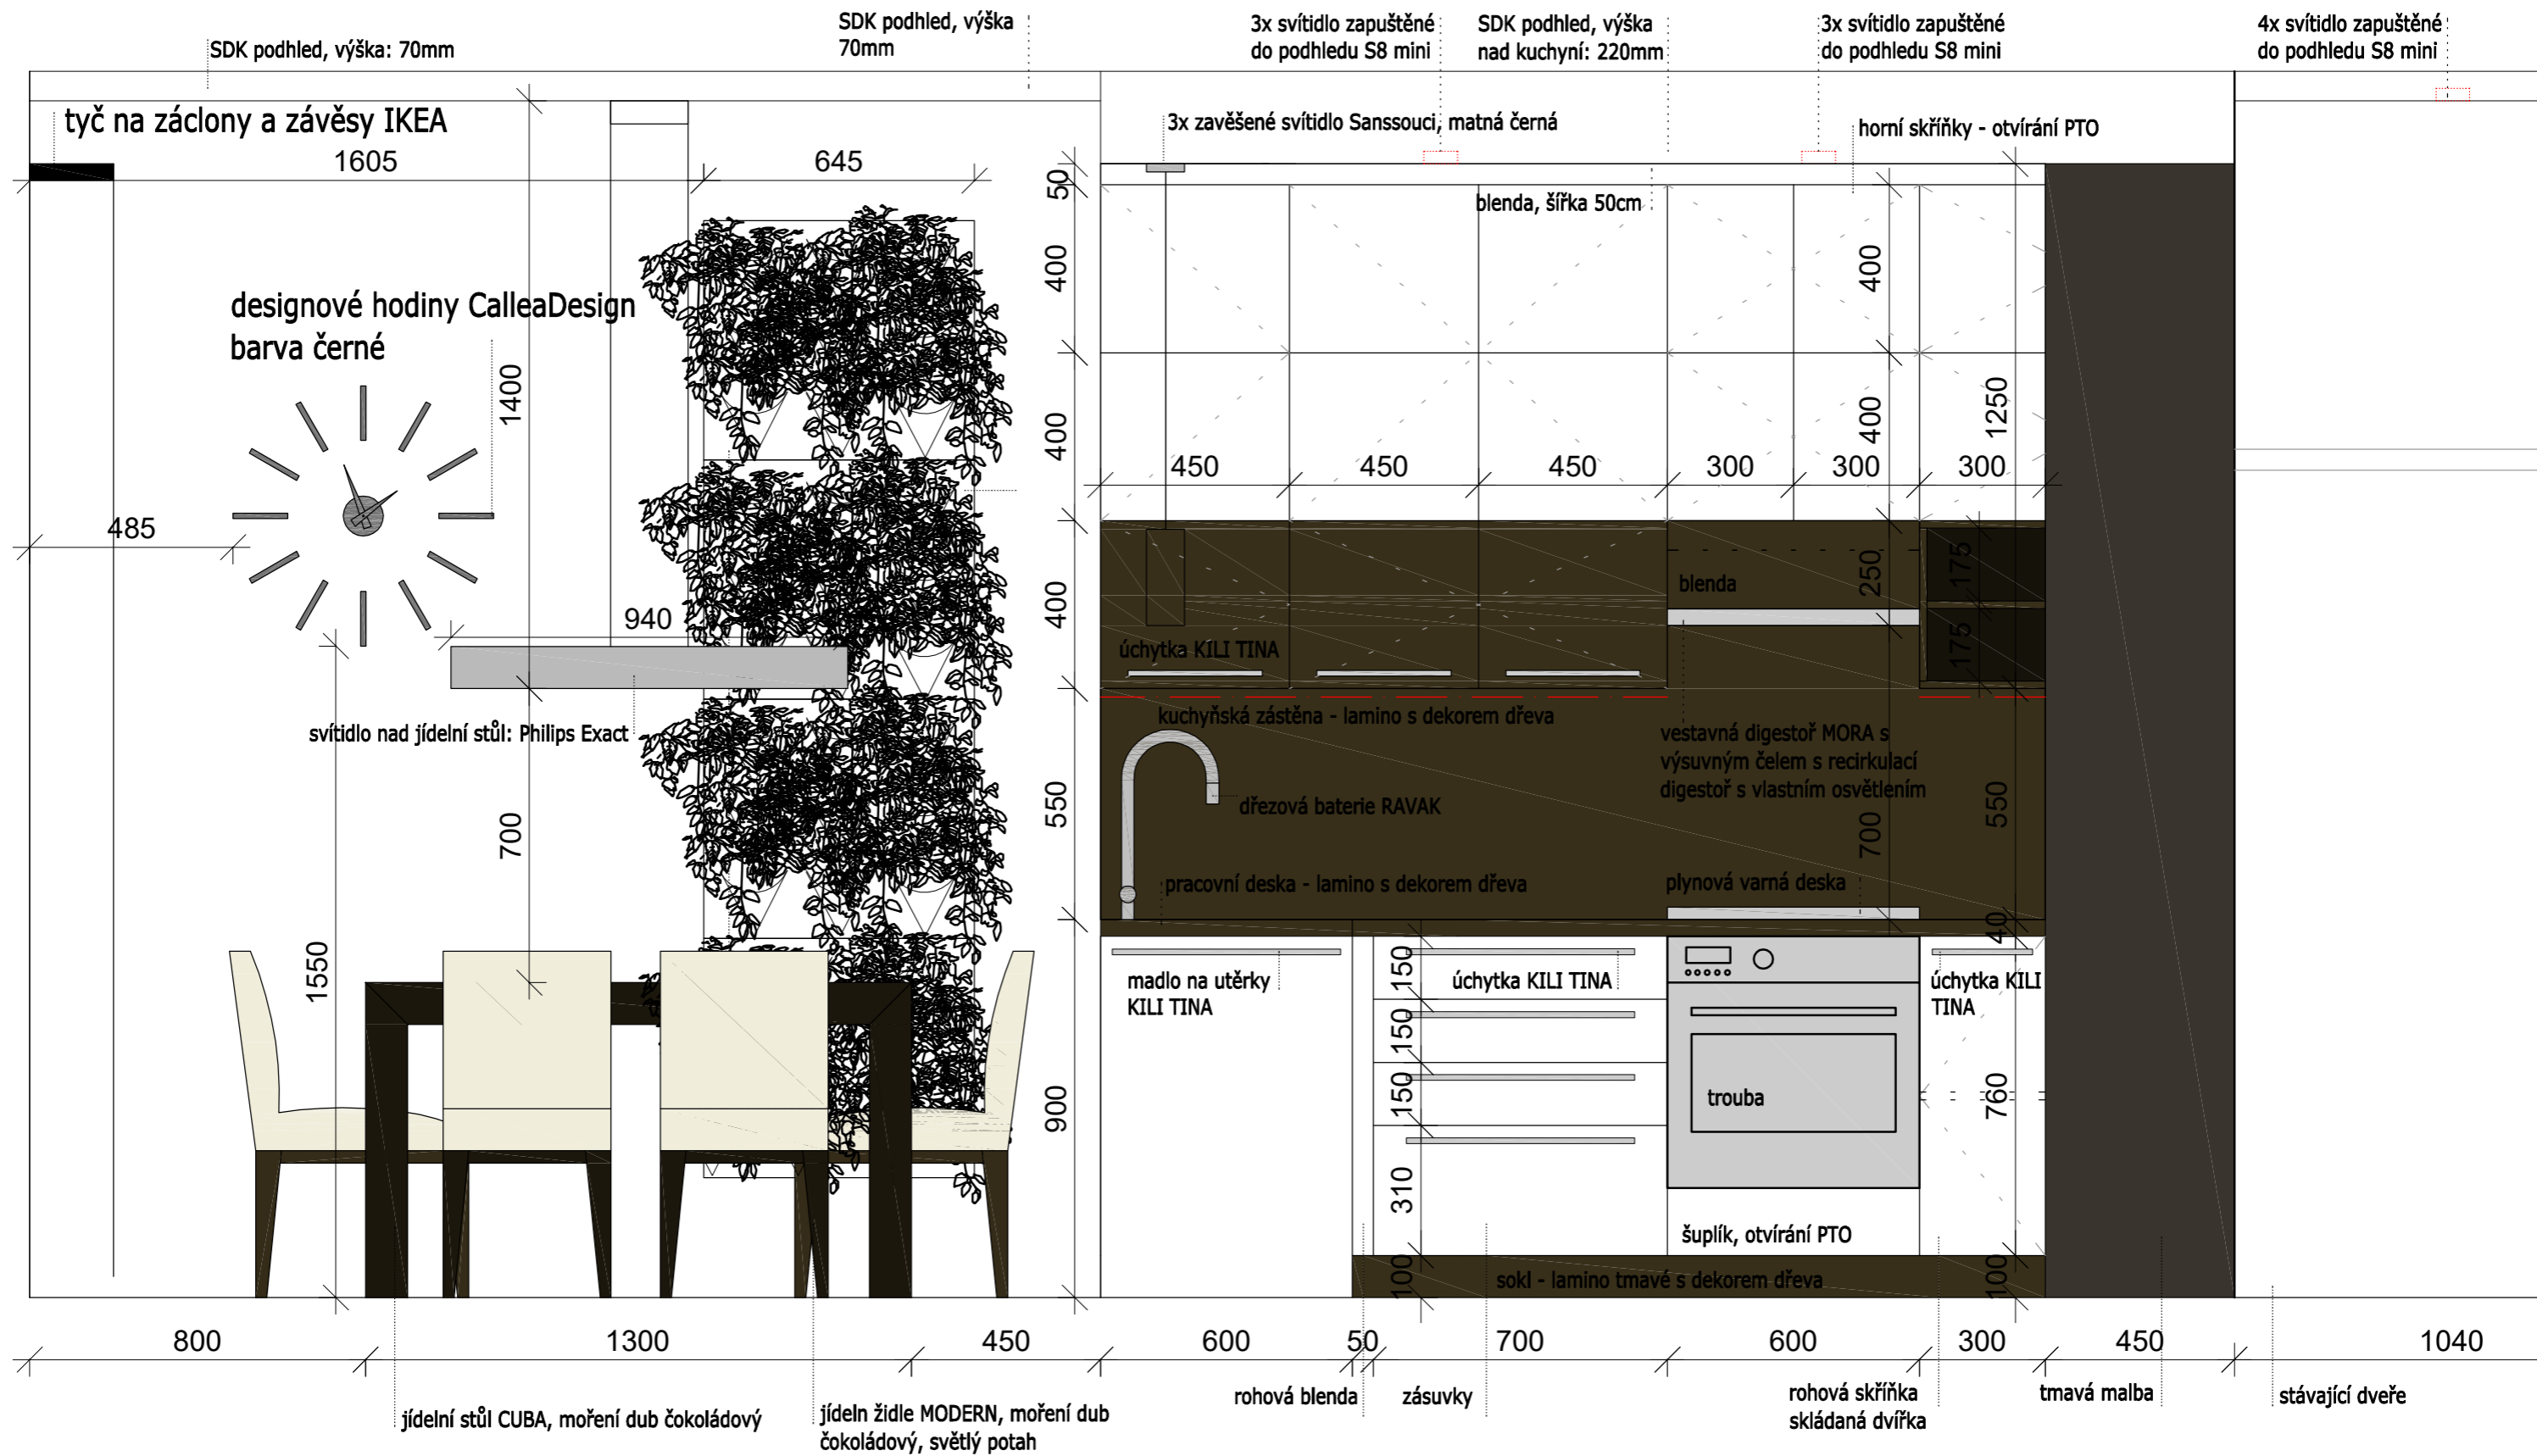 SDK podhled, výška: 70mm
SDK podhled, výška
70mm
3x svítidlo zapuštěné
do podhledu S8 mini
SDK podhled, výška
nad kuchyní: 220mm
3x svítidlo zapuštěné
do podhledu S8 mini
4x svítidlo zapuštěné
do podhledu S8 mini
tyč na záclony a závěsy IKEA
3x zavěšené svítidlo Sanssouci, matná černá
horní skříňky - otvírání PTO
1605
645
50
blenda, šířka 50cm
400
400
designové hodiny CalleaDesign
barva černé
1400
400
400
1250
450
450
450
300
300
300
485
940
400
250
175
175
blenda
úchytka KILI TINA
svítidlo nad jídelní stůl: Philips Exact
kuchyňská zástěna - lamino s dekorem dřeva
vestavná digestoř MORA s
výsuvným čelem s recirkulací
digestoř s vlastním osvětlením
dřezová baterie RAVAK
700
550
700
550
pracovní deska - lamino s dekorem dřeva
plynová varná deska
40
1550
150
150
150
310
100
madlo na utěrky
KILI TINA
úchytka KILI TINA
úchytka KILI
TINA
900
trouba
760
šuplík, otvírání PTO
sokl - lamino tmavé s dekorem dřeva
100
800
1300
450
600
50
700
600
300
450
1040
jídelní stůl CUBA, moření dub čokoládový
jídeln židle MODERN, moření dub
čokoládový, světlý potah
rohová blenda
zásuvky
rohová skříňka
skládaná dvířka
tmavá malba
stávající dveře